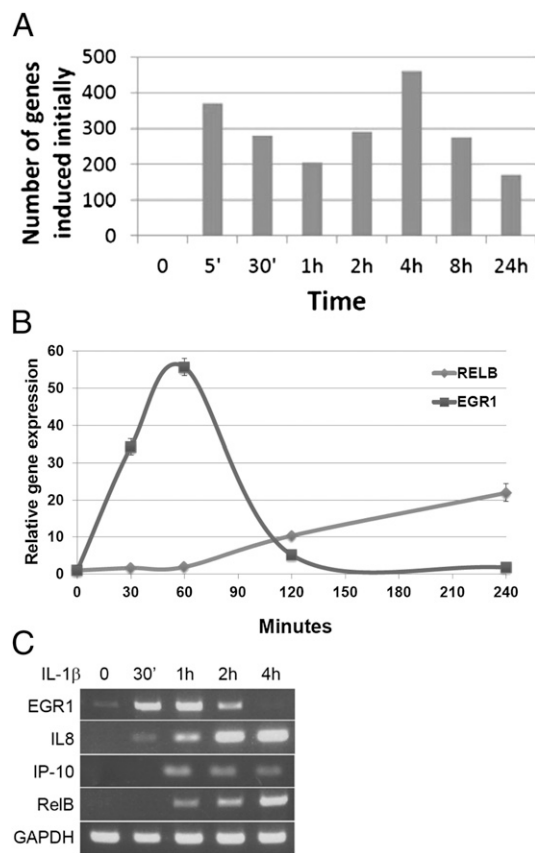 A
Number of genes
induced initially
500
400
300
200
100
0
0 5' 30' 1h 2h 4h 8h 24h
Time
B
Relative gene expression
60
50
40
30
20
10
0
RELB
EGR1
0 30 60 90 120 150 180 210 240
Minutes
C
IL-1β 0 30' 1h 2h 4h
EGR1
IL8
IP-10
RelB
GAPDH